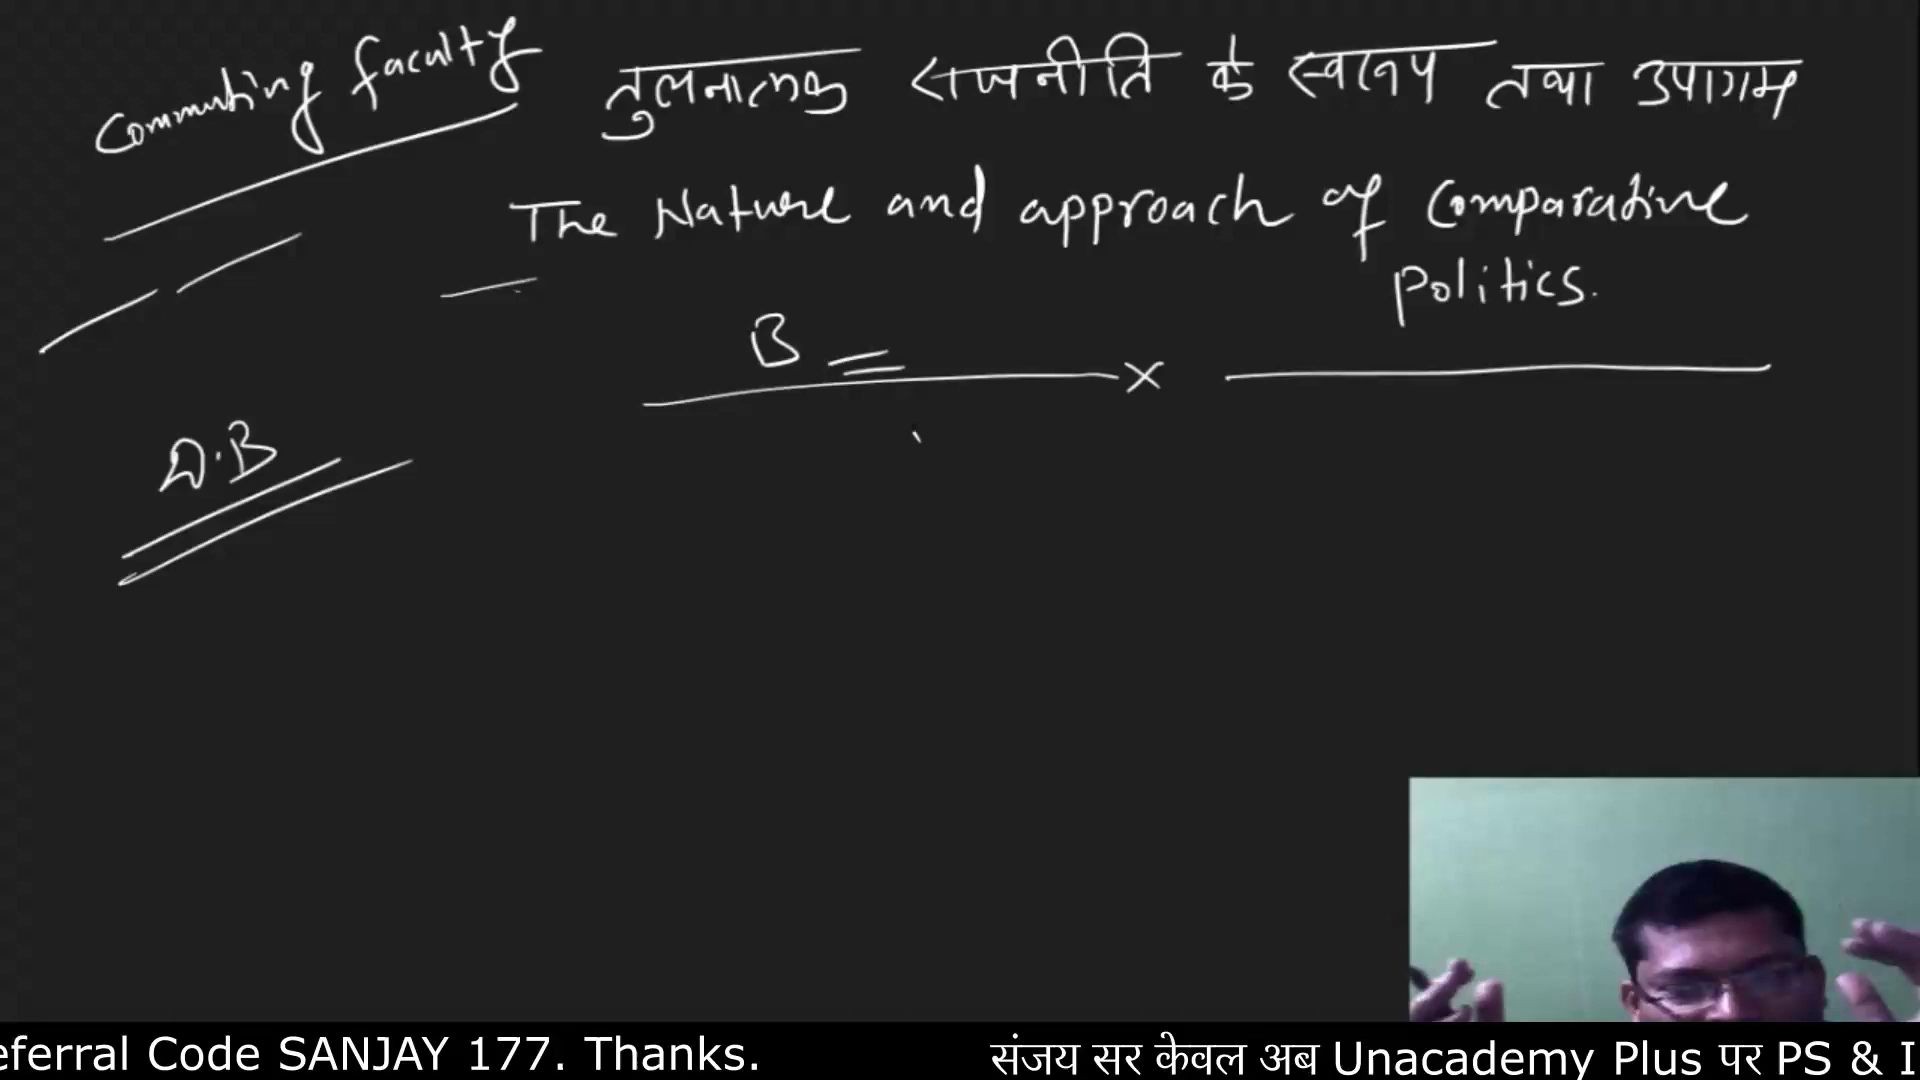 Commuting faculty
तुलनात्मक राजनीति के स्वरूप तथा उपागम
The Nature and approach of Comparative
politics.
B
×
D.B
eferral Code SANJAY 177. Thanks. संजय सर केवल अब Unacademy Plus पर PS & I